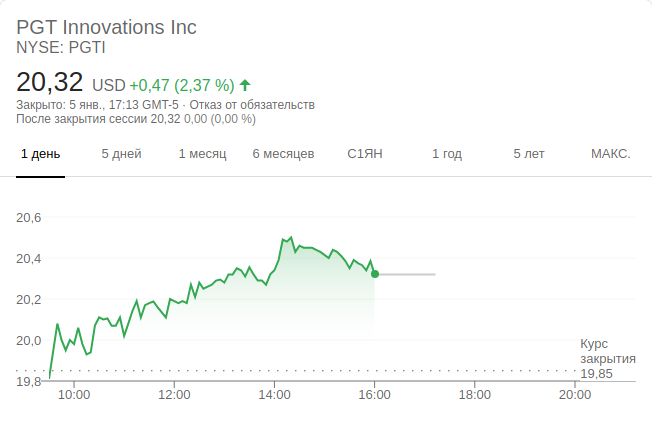 PGT Innovations Inc
NYSE: PGTI
20,32 USD +0,47 (2,37 %)
Закрыто: 5 янв., 17:13 GMT-5 · Отказ от обязательств
После закрытия сессии 20,32 0,00 (0,00 %)
1 день 5 дней 1 месяц 6 месяцев С1ЯН 1 год 5 лет МАКС.
20,6
20,4
20,2
20,0
Курс
закрытия
19,85
19,8
10:00 12:00 14:00 16:00 18:00 20:00